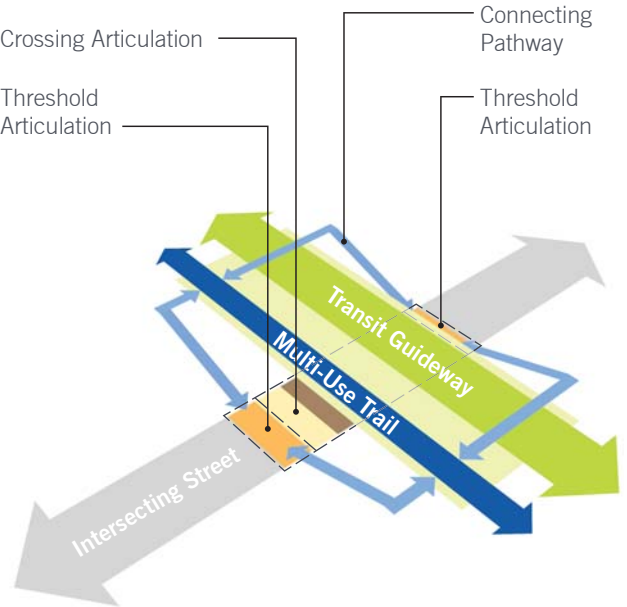 Connecting
Pathway
Crossing Articulation
Threshold
Articulation
Threshold
Articulation
Transit Guideway
Multi-Use Trail
Intersecting Street